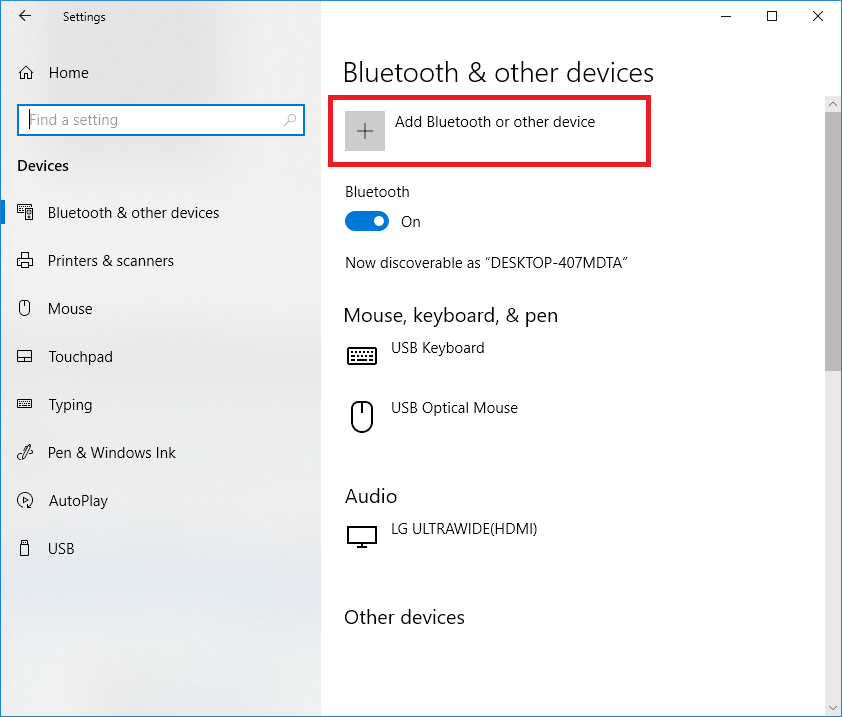 Settings
Home
Find a setting
Devices
Bluetooth & other devices
Printers & scanners
Mouse
Touchpad
Typing
Pen & Windows Ink
AutoPlay
USB
Bluetooth & other devices
Add Bluetooth or other device
Bluetooth
On
Now discoverable as “DESKTOP-407MDTA”
Mouse, keyboard, & pen
USB Keyboard
USB Optical Mouse
Audio
LG ULTRAWIDE(HDMI)
Other devices